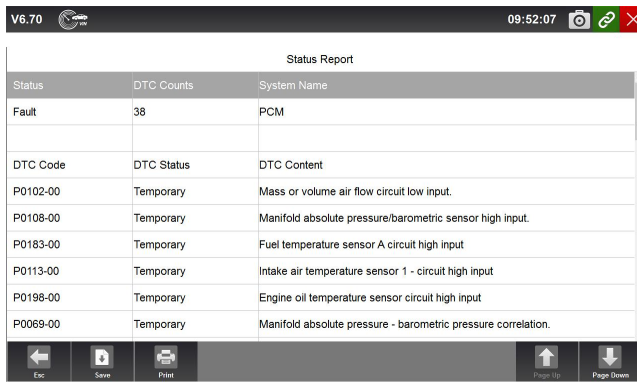 V6.70 VIN 09:52:07
Status Report
Status DTC Counts System Name
Fault 38 PCM
DTC Code DTC Status DTC Content
P0102-00 Temporary Mass or volume air flow circuit low input.
P0108-00 Temporary Manifold absolute pressure/barometric sensor high input.
P0183-00 Temporary Fuel temperature sensor A circuit high input
P0113-00 Temporary Intake air temperature sensor 1 - circuit high input
P0198-00 Temporary Engine oil temperature sensor circuit high input
P0069-00 Temporary Manifold absolute pressure - barometric pressure correlation.
Esc Save Print Page Up Page Down